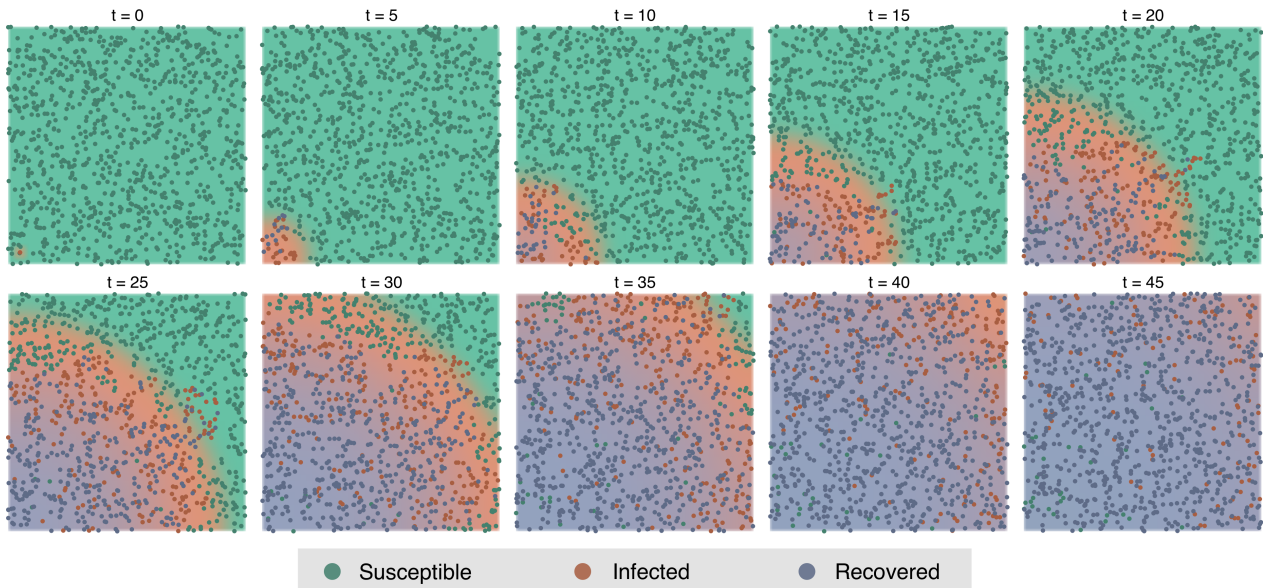 t = 0
t = 5
t = 10
t = 15
t = 20
t = 25
t = 30
t = 35
t = 40
t = 45
Susceptible
Infected
Recovered